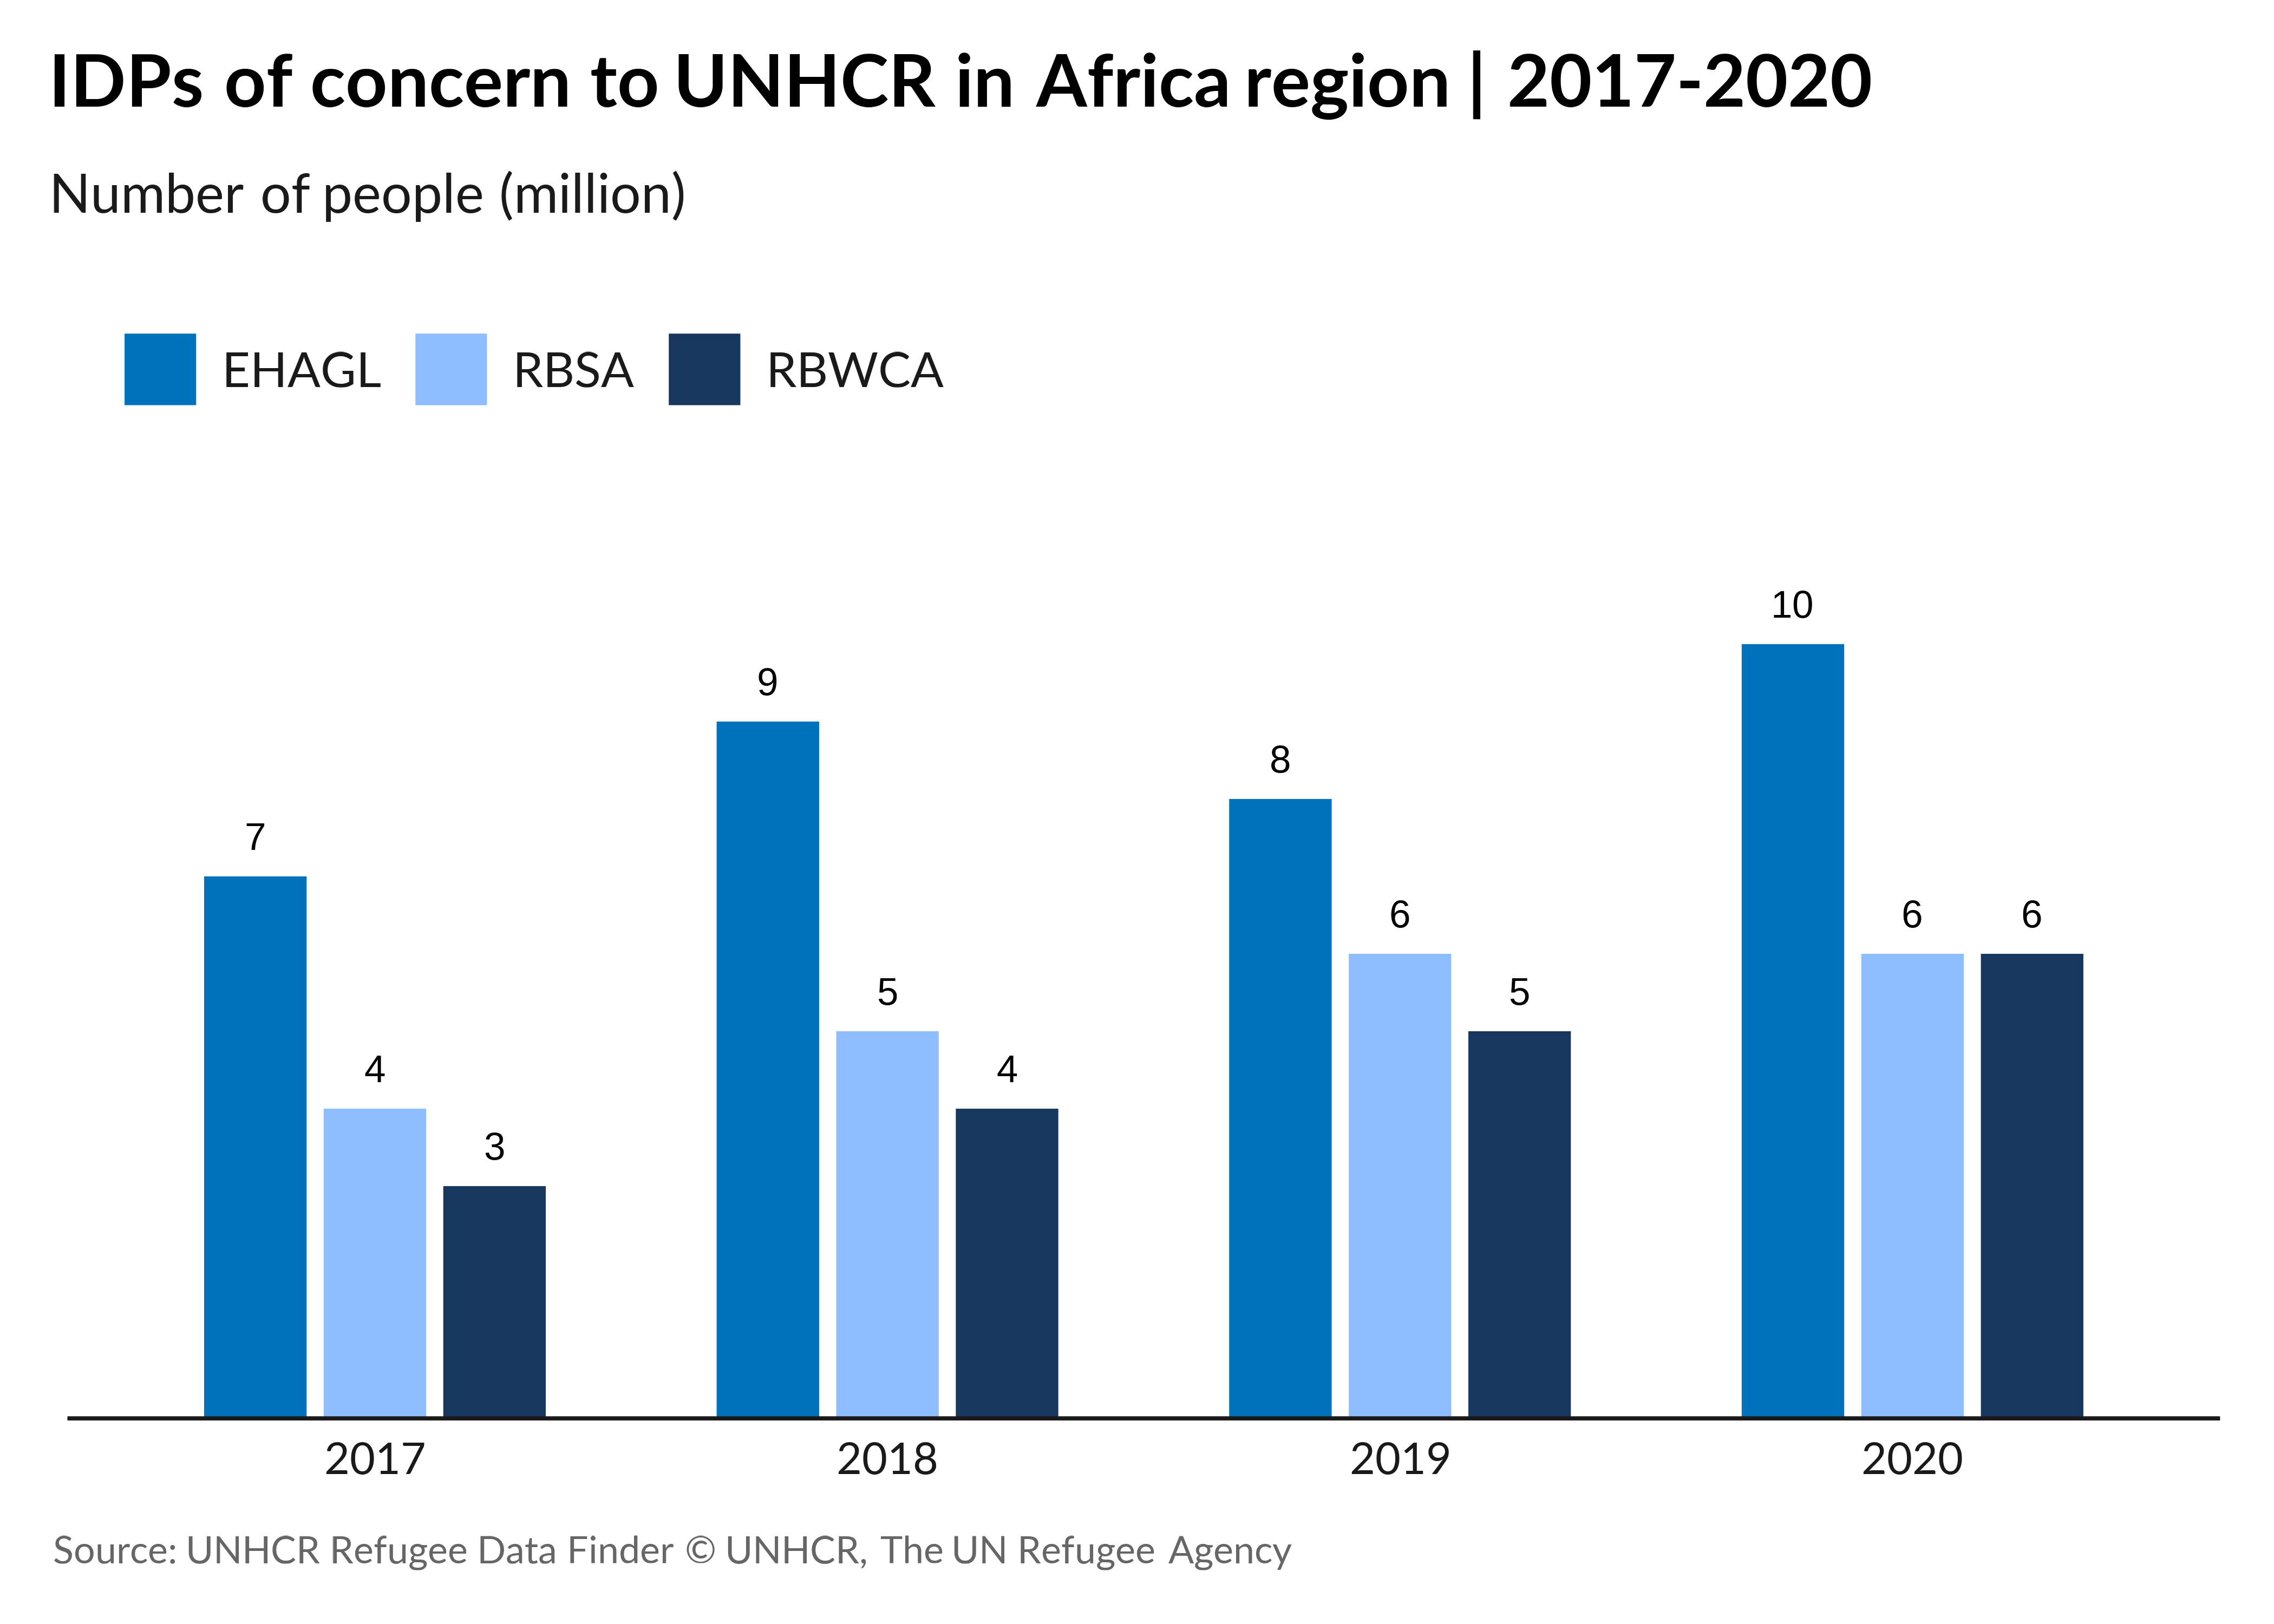 IDPs of concern to UNHCR in Africa region | 2017-2020
Number of people (million)
EHAGL RBSA RBWCA
10
9
8
7
6 6 6
5 5
4 4
3
2017 2018 2019 2020
Source: UNHCR Refugee Data Finder © UNHCR, The UN Refugee Agency